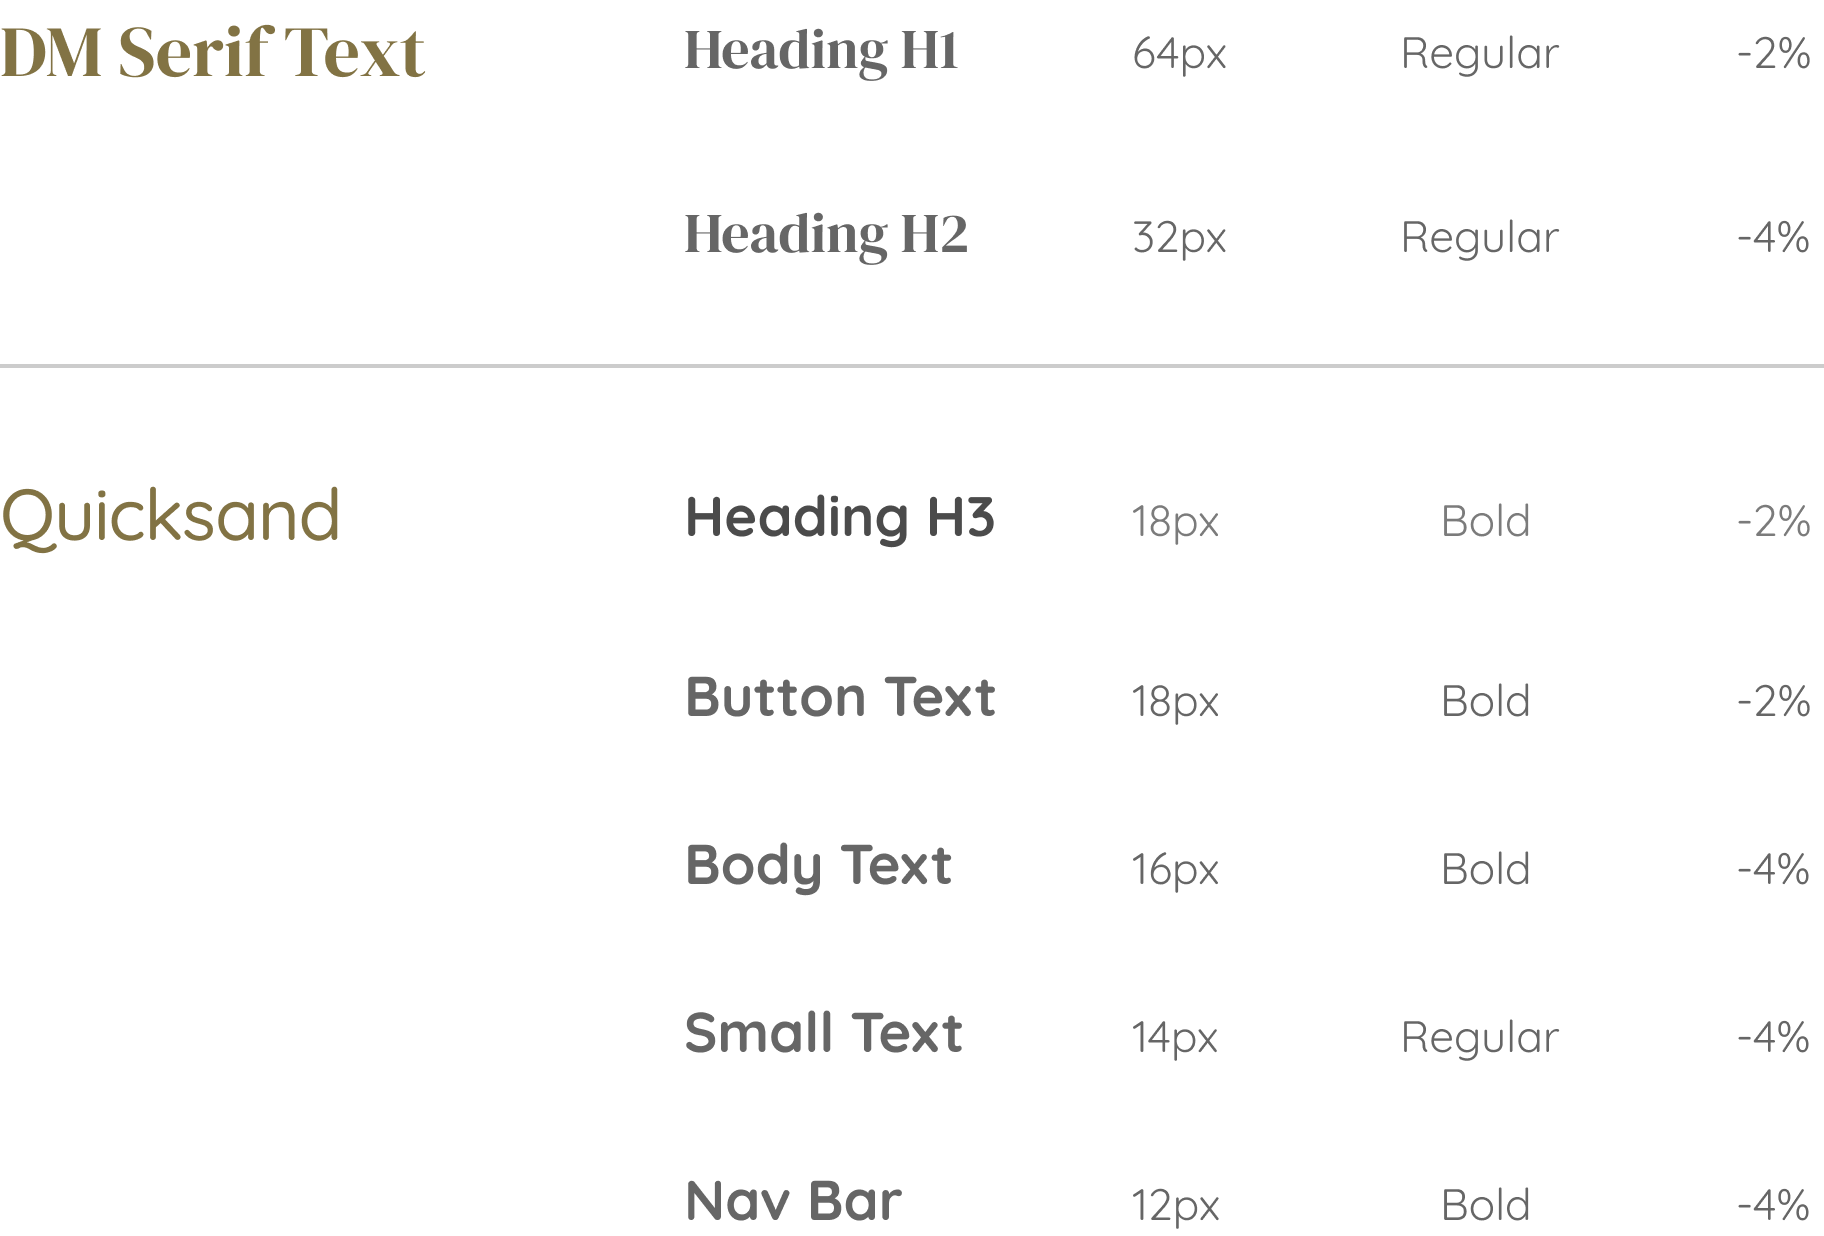 DM Serif Text Heading H1 64px Regular -2%
Heading H2 32px Regular -4%
Quicksand Heading H3 18px Bold -2%
Button Text 18px Bold -2%
Body Text 16px Bold -4%
Small Text 14px Regular -4%
Nav Bar 12px Bold -4%